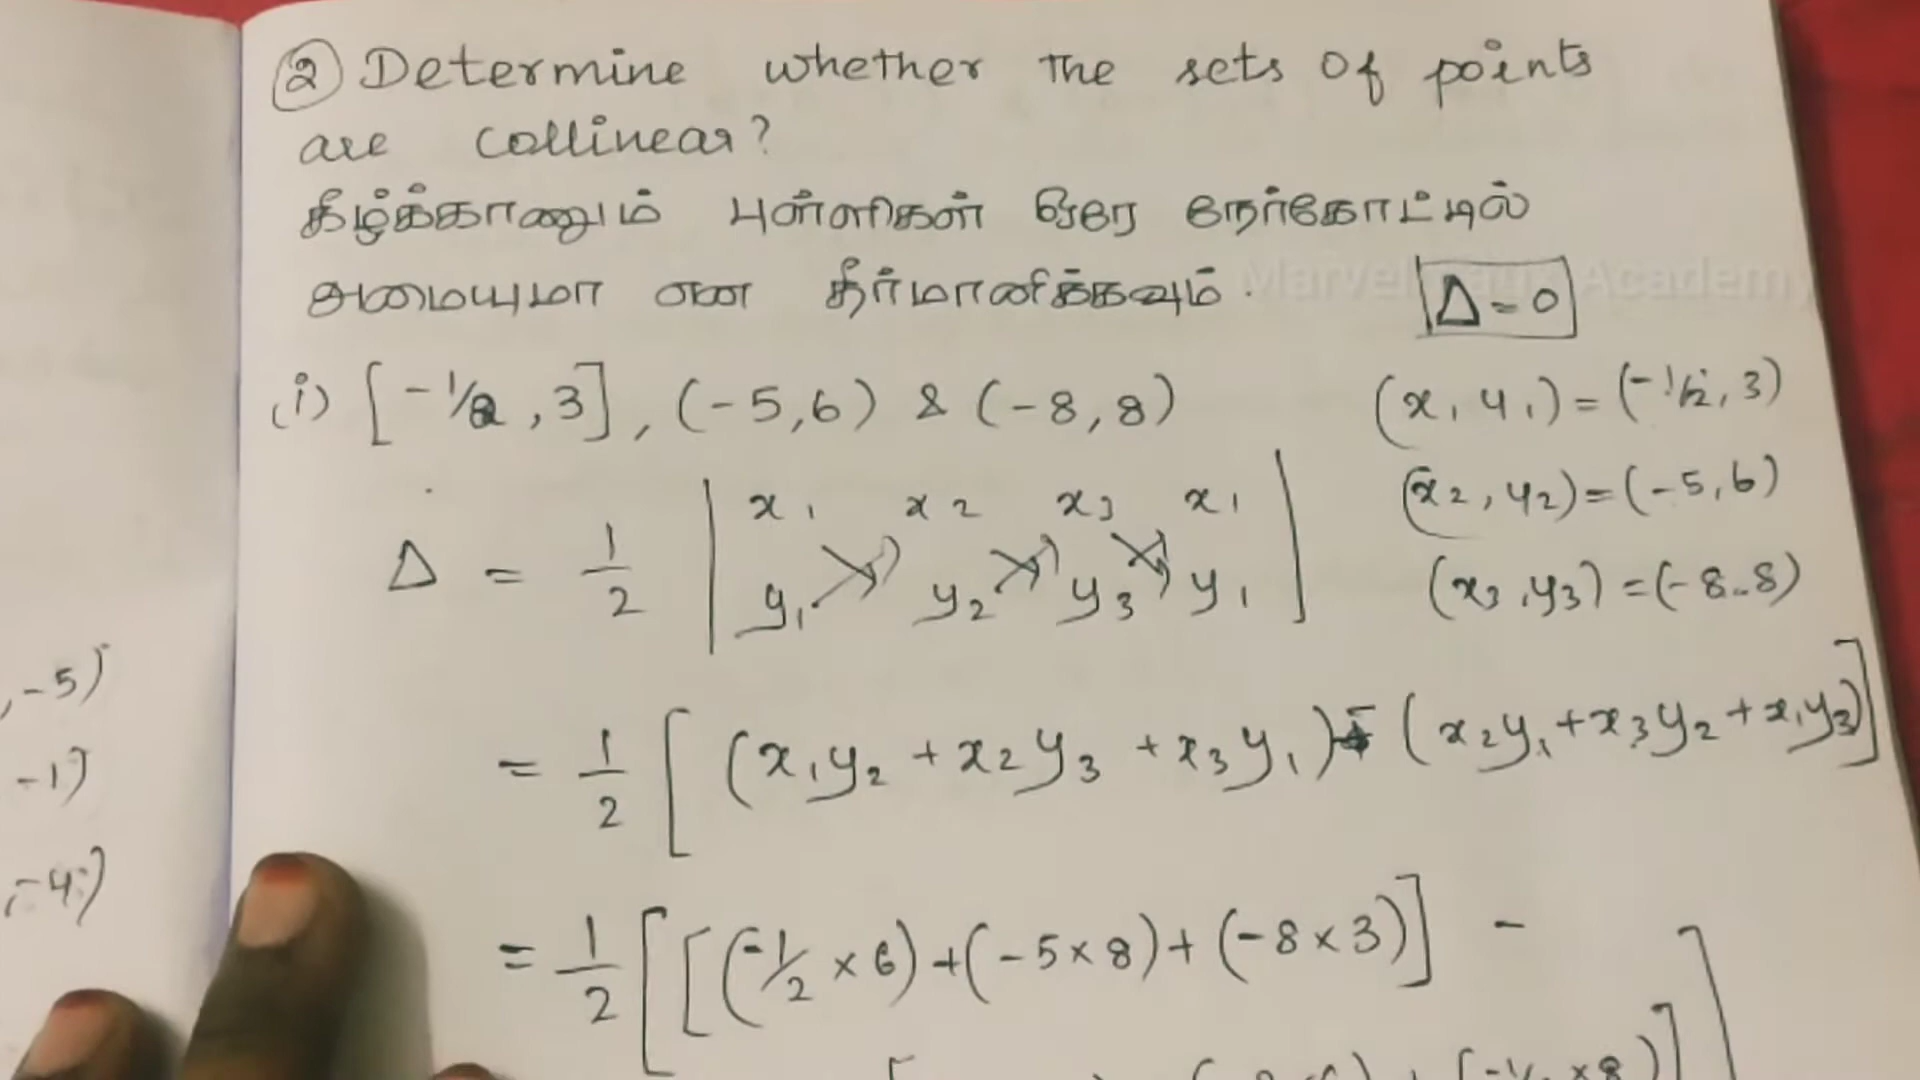 ② Determine whether the sets of points
are collinear?
கீழ்க்காணும் புள்ளிகள் ஒரே நேர்கோட்டில்
அமையுமா என தீர்மானிக்கவும்.
Δ = 0
(i) [-1/2, 3], (-5,6) & (-8,8)
(x1 y1) = (-1/2, 3)
(x2, y2) = (-5,6)
(x3, y3) = (-8,8)
Δ = 1/2 | x1 x2 x3 x1
y1 y2 y3 y1 |
= 1/2 [ (x1y2 + x2y3 + x3y1) - (x2y1 + x3y2 + x1y3) ]
= 1/2 [ [ (-1/2 × 6) + (-5 × 8) + (-8 × 3) ] -
, -5)
-1)
, -4)
Academy